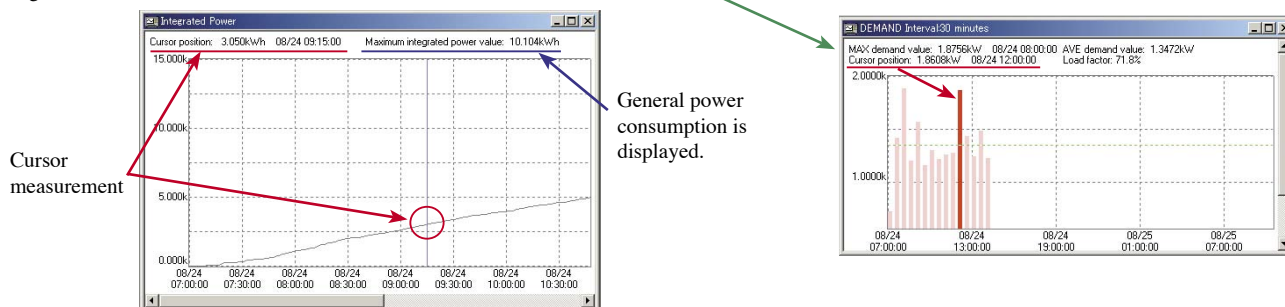 Integrated Power
Cursor position: 3.050kWh 08/24 09:15:00 Maximum integrated power value: 10.104kWh
15.000k
10.000k
5.000k
0.000k
08/24 08/24 08/24 08/24 08/24 08/24 08/24 08/24
07:00:00 07:30:00 08:00:00 08:30:00 09:00:00 09:30:00 10:00:00 10:30:00
Cursor
measurement
General power
consumption is
displayed.
DEMAND Interval:30 minutes
MAX demand value: 1.8756kW 08/24 08:00:00 AVE demand value: 1.3472kW
Cursor position: 1.8608kW 08/24 12:00:00 Load factor: 71.8%
2.0000k
1.0000k
08/24 08/24 08/24 08/25 08/25
07:00:00 13:00:00 19:00:00 01:00:00 07:00:00